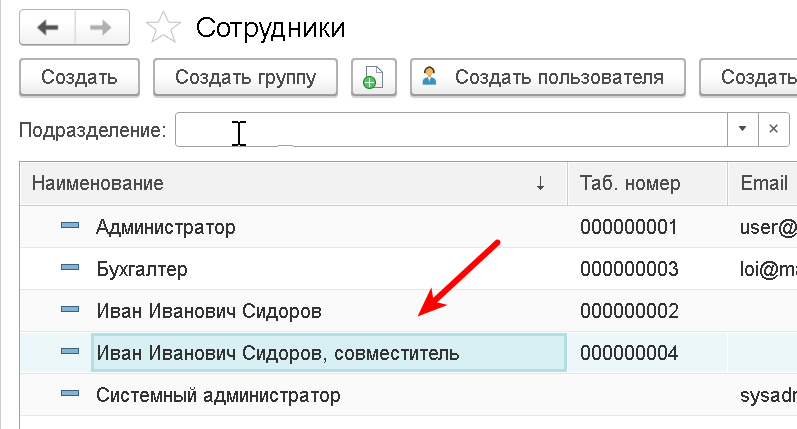 Сотрудники
Создать Создать группу Создать пользователя Создать
Подразделение:
Наименование ↓ Таб. номер Email
Администратор 000000001 user@
Бухгалтер 000000003 loi@ma
Иван Иванович Сидоров 000000002
Иван Иванович Сидоров, совместитель 000000004
Системный администратор sysadm